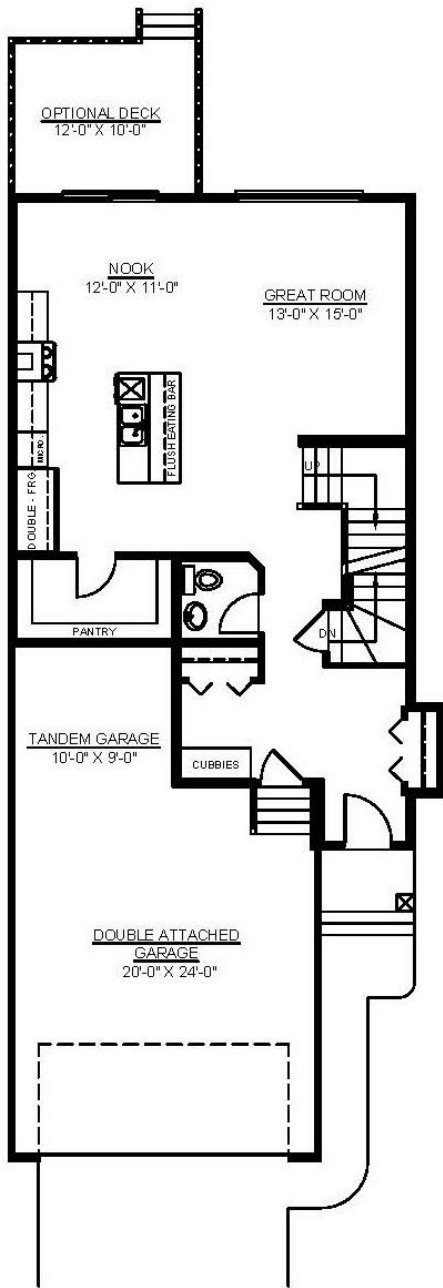 OPTIONAL DECK
12'-0" X 10'-0"
NOOK
12'-0" X 11'-0"
GREAT ROOM
13'-0" X 15'-0"
FLUSH EATING BAR
MICRO.
DOUBLE - FRG
UP
DN
PANTRY
TANDEM GARAGE
10'-0" X 9'-0"
CUBBIES
DOUBLE ATTACHED
GARAGE
20'-0" X 24'-0"